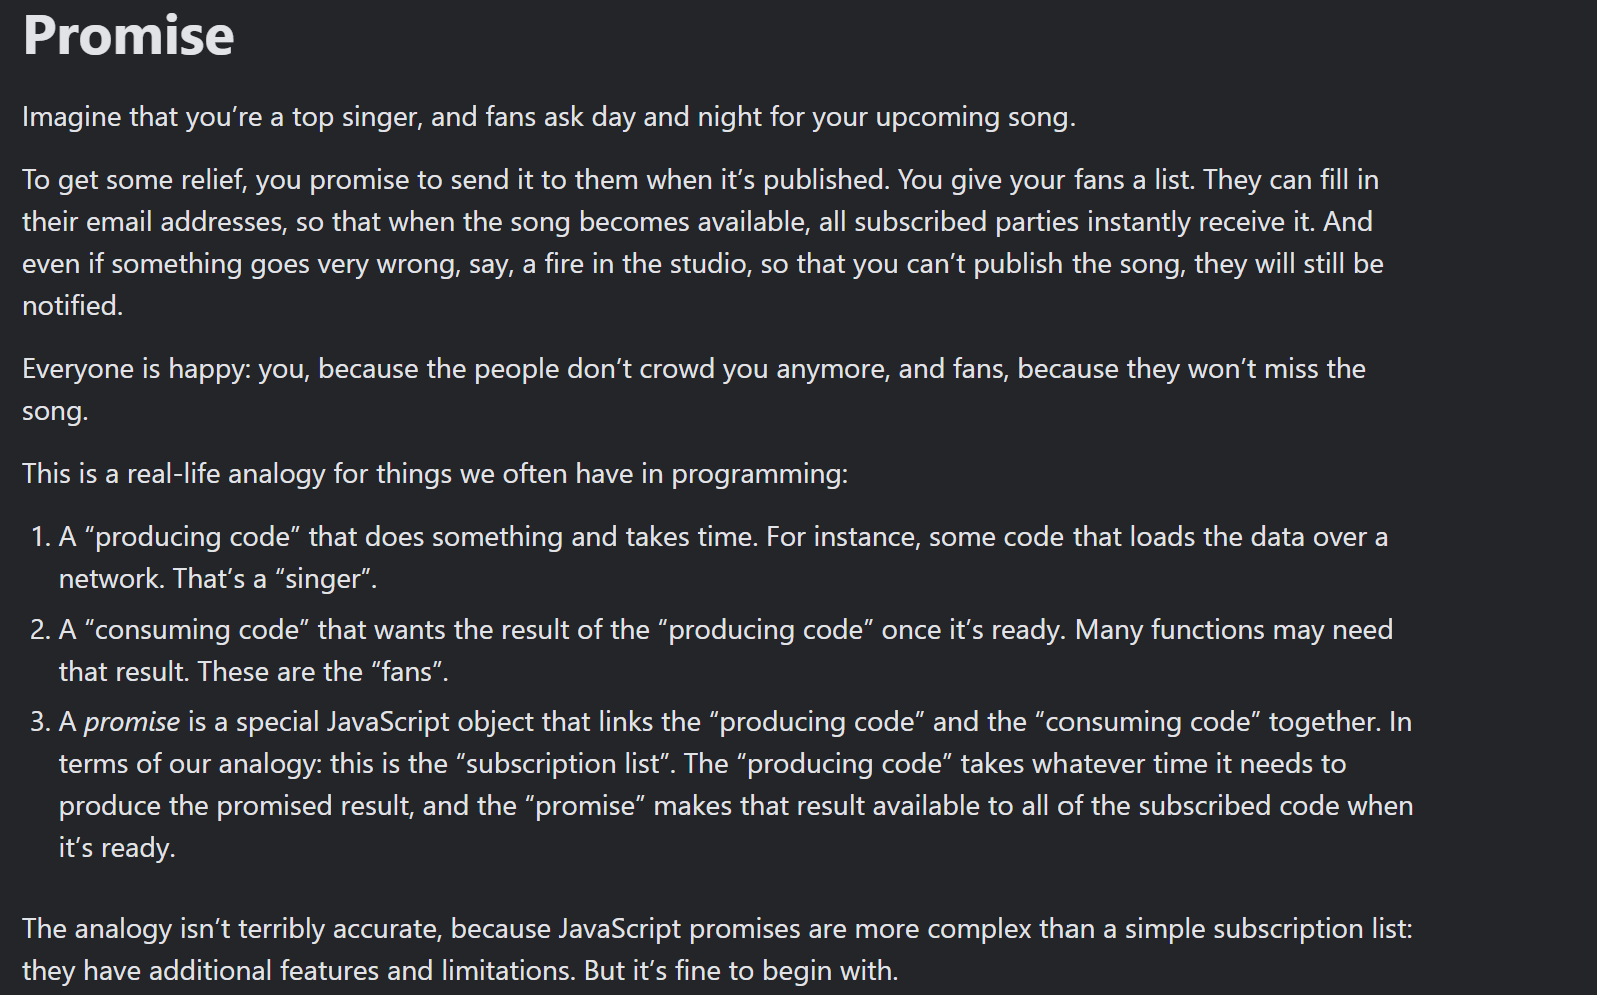 Promise
Imagine that you’re a top singer, and fans ask day and night for your upcoming song.
To get some relief, you promise to send it to them when it’s published. You give your fans a list. They can fill in
their email addresses, so that when the song becomes available, all subscribed parties instantly receive it. And
even if something goes very wrong, say, a fire in the studio, so that you can’t publish the song, they will still be
notified.
Everyone is happy: you, because the people don’t crowd you anymore, and fans, because they won’t miss the
song.
This is a real-life analogy for things we often have in programming:
1. A “producing code” that does something and takes time. For instance, some code that loads the data over a
network. That’s a “singer”.
2. A “consuming code” that wants the result of the “producing code” once it’s ready. Many functions may need
that result. These are the “fans”.
3. A promise is a special JavaScript object that links the “producing code” and the “consuming code” together. In
terms of our analogy: this is the “subscription list”. The “producing code” takes whatever time it needs to
produce the promised result, and the “promise” makes that result available to all of the subscribed code when
it’s ready.
The analogy isn’t terribly accurate, because JavaScript promises are more complex than a simple subscription list:
they have additional features and limitations. But it’s fine to begin with.